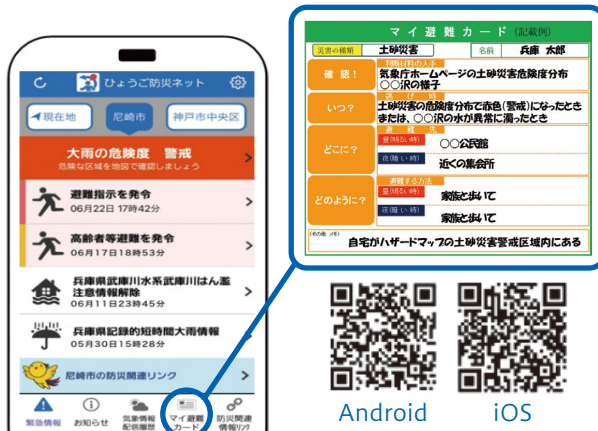 ひょうご防災ネット
現在地
尼崎市
神戸市中央区
大雨の危険度 警戒
危険な区域を地図で確認しましょう
避難指示を発令
06月22日 17時42分
高齢者等避難を発令
06月17日18時53分
兵庫県武庫川水系武庫川はん濫
注意情報解除
06月11日23時45分
兵庫県記録的短時間大雨情報
05月30日15時28分
尼崎市の防災関連リンク
緊急情報
お知らせ
気象情報
配信履歴
マイ避難
カード
防災関連
情報リンク
マイ避難カード (記載例)
災害の種類 土砂災害 名前 兵庫 太郎
確認!
判断材料の入手
気象庁ホームページの土砂災害危険度分布
○○沢の様子
いつ?
逃げ時
土砂災害の危険度分布で赤色(警戒)になったとき
または、○○沢の水が異常に濁ったとき
どこに?
避難先
昼(明るい時) ○○公民館
夜(暗い時) 近くの集会所
どのように?
避難する方法
昼(明るい時) 家族と歩いて
夜(暗い時) 家族と歩いて
(その他 メモ)
自宅がハザードマップの土砂災害警戒区域内にある
Android
iOS